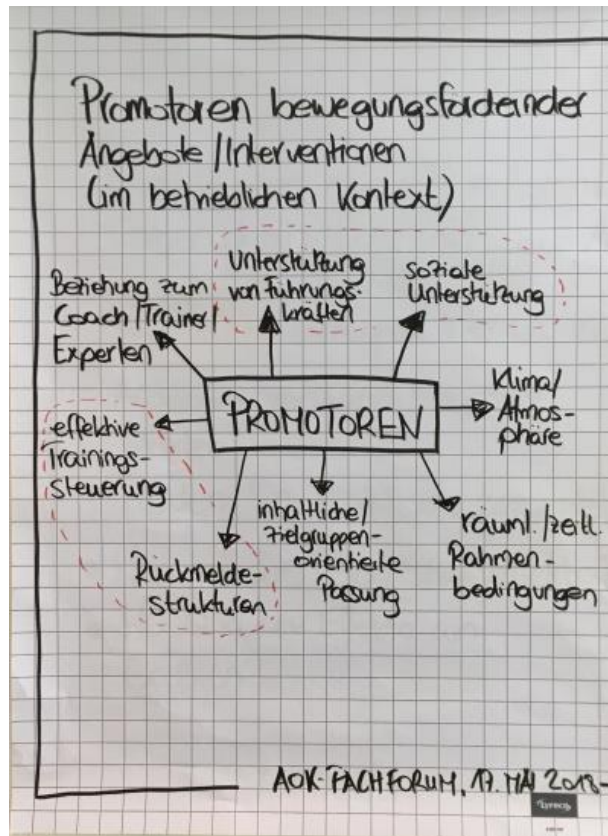 Promotoren bewegungsfördernder
Angebote/Interventionen
(im betrieblichen Kontext)
Beziehung zum
Coach/Trainer/
Experten
Unterstützung
von Führungs-
kräften
soziale
Unterstützung
Klima/
Atmos-
phäre
PROMOTOREN
effektive
Trainings-
steuerung
Rückmelde-
strukturen
inhaltliche/
zielgruppen-
orientierte
Passung
räuml./zeitl.
Rahmen-
bedingungen
AOK-FACHFORUM, 17. MAI 2018-
Lyreco